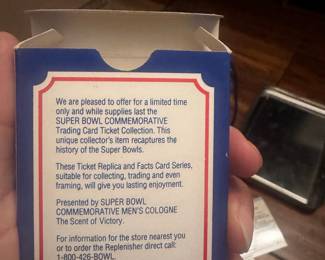 We are pleased to offer for a limited time
only and while supplies last the
SUPER BOWL COMMEMORATIVE
Trading Card Ticket Collection. This
unique collector's item recaptures the
history of the Super Bowls.
These Ticket Replica and Facts Card Series,
suitable for collecting, trading and even
framing, will give you lasting enjoyment.
Presented by SUPER BOWL
COMMEMORATIVE MEN'S COLOGNE
The Scent of Victory.
For information for the store nearest you
or to order the Replenisher direct call:
1-800-426-BOWL.